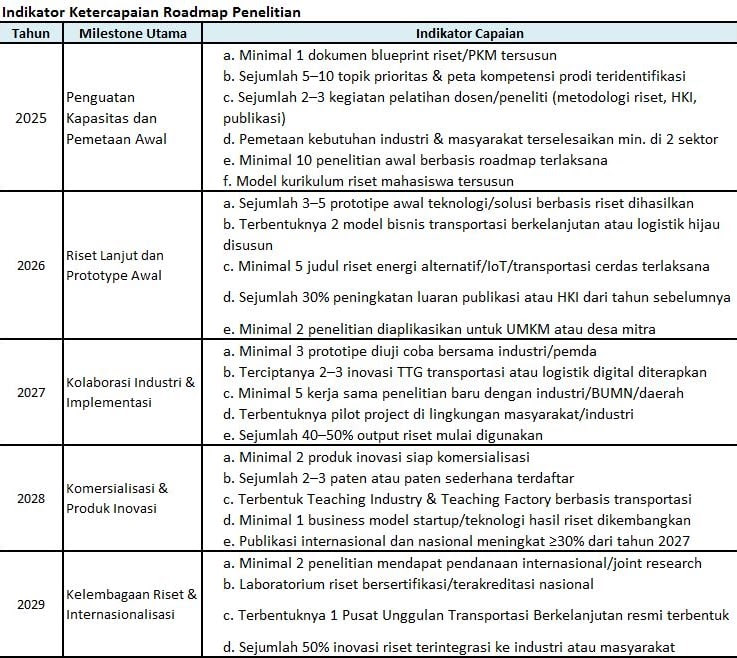 Indikator Ketercapaian Roadmap Penelitian
Tahun Milestone Utama Indikator Capaian
2025
Penguatan
Kapasitas dan
Pemetaan Awal
a. Minimal 1 dokumen blueprint riset/PKM tersusun
b. Sejumlah 5–10 topik prioritas & peta kompetensi prodi teridentifikasi
c. Sejumlah 2–3 kegiatan pelatihan dosen/peneliti (metodologi riset, HKI,
publikasi)
d. Pemetaan kebutuhan industri & masyarakat terselesaikan min. di 2 sektor
e. Minimal 10 penelitian awal berbasis roadmap terlaksana
f. Model kurikulum riset mahasiswa tersusun
2026
Riset Lanjut dan
Prototype Awal
a. Sejumlah 3–5 prototipe awal teknologi/solusi berbasis riset dihasilkan
b. Terbentuknya 2 model bisnis transportasi berkelanjutan atau logistik hijau
disusun
c. Minimal 5 judul riset energi alternatif/IoT/transportasi cerdas terlaksana
d. Sejumlah 30% peningkatan luaran publikasi atau HKI dari tahun sebelumnya
e. Minimal 2 penelitian diaplikasikan untuk UMKM atau desa mitra
2027
Kolaborasi Industri &
Implementasi
a. Minimal 3 prototipe diuji coba bersama industri/pemda
b. Terciptanya 2–3 inovasi TTG transportasi atau logistik digital diterapkan
c. Minimal 5 kerja sama penelitian baru dengan industri/BUMN/daerah
d. Terbentuknya pilot project di lingkungan masyarakat/industri
e. Sejumlah 40–50% output riset mulai digunakan
2028
Komersialisasi &
Produk Inovasi
a. Minimal 2 produk inovasi siap komersialisasi
b. Sejumlah 2–3 paten atau paten sederhana terdaftar
c. Terbentuk Teaching Industry & Teaching Factory berbasis transportasi
d. Minimal 1 business model startup/teknologi hasil riset dikembangkan
e. Publikasi internasional dan nasional meningkat ≥30% dari tahun 2027
2029
Kelembagaan Riset &
Internasionalisasi
a. Minimal 2 penelitian mendapat pendanaan internasional/joint research
b. Laboratorium riset bersertifikasi/terakreditasi nasional
c. Terbentuknya 1 Pusat Unggulan Transportasi Berkelanjutan resmi terbentuk
d. Sejumlah 50% inovasi riset terintegrasi ke industri atau masyarakat